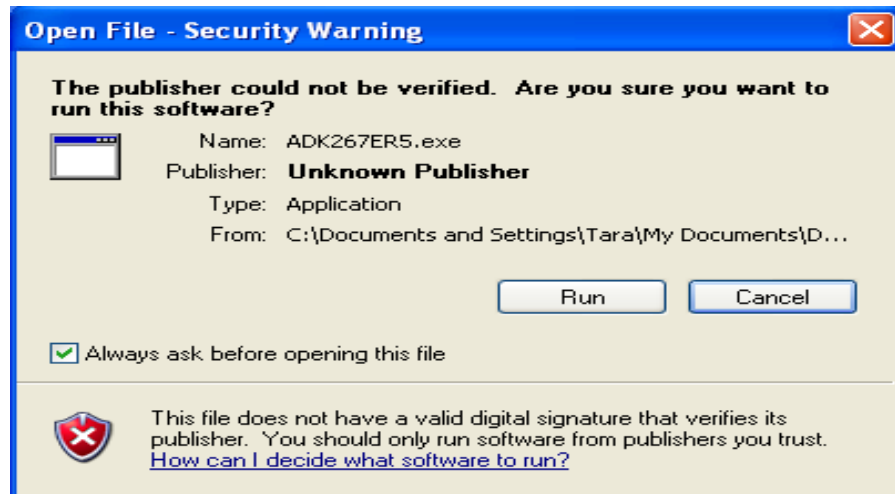 Open File - Security Warning
The publisher could not be verified.  Are you sure you want to
run this software?
Name: ADK267ER5.exe
Publisher: Unknown Publisher
Type: Application
From: C:\Documents and Settings\Tara\My Documents\D...
Run Cancel
Always ask before opening this file
This file does not have a valid digital signature that verifies its
publisher.  You should only run software from publishers you trust.
How can I decide what software to run?